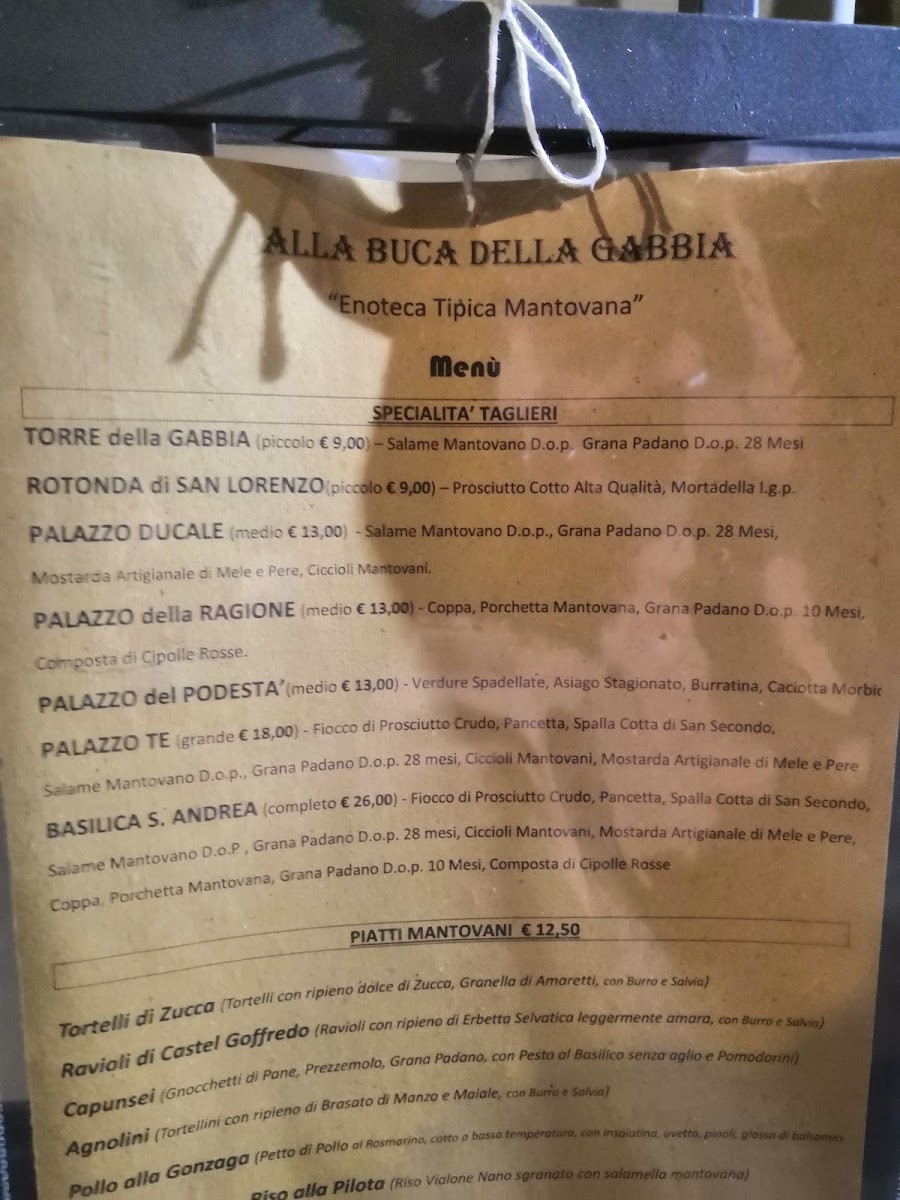 ALLA BUCA DELLA GABBIA
“Enoteca Tipica Mantovana”
Menù
SPECIALITA’ TAGLIERI
TORRE della GABBIA (piccolo € 9,00) – Salame Mantovano D.o.p. Grana Padano D.o.p. 28 Mesi
ROTONDA di SAN LORENZO(piccolo € 9,00) – Prosciutto Cotto Alta Qualità, Mortadella I.g.p.
PALAZZO DUCALE (medio € 13,00) - Salame Mantovano D.o.p., Grana Padano D.o.p. 28 Mesi,
Mostarda Artigianale di Mele e Pere, Ciccioli Mantovani.
PALAZZO della RAGIONE (medio € 13,00) - Coppa, Porchetta Mantovana, Grana Padano D.o.p. 10 Mesi,
Composta di Cipolle Rosse.
PALAZZO del PODESTA’(medio € 13,00) - Verdure Spadellate, Asiago Stagionato, Burratina, Caciotta Morbic
PALAZZO TE (grande € 18,00) - Fiocco di Prosciutto Crudo, Pancetta, Spalla Cotta di San Secondo,
Salame Mantovano D.o.p., Grana Padano D.o.p. 28 mesi, Ciccioli Mantovani, Mostarda Artigianale di Mele e Pere
BASILICA S. ANDREA (completo € 26,00) - Fiocco di Prosciutto Crudo, Pancetta, Spalla Cotta di San Secondo,
Salame Mantovano D.o.P , Grana Padano D.o.p. 28 mesi, Ciccioli Mantovani, Mostarda Artigianale di Mele e Pere,
Coppa, Porchetta Mantovana, Grana Padano D.o.p. 10 Mesi, Composta di Cipolle Rosse
PIATTI MANTOVANI € 12,50
Tortelli di Zucca (Tortelli con ripieno dolce di Zucca, Granella di Amaretti, con Burro e Salvia)
Ravioli di Castel Goffredo (Ravioli con ripieno di Erbetta Selvatica leggermente amara, con Burro e Salvia)
Capunsei (Gnocchetti di Pane, Prezzemolo, Grana Padano, con Pesto al Basilico senza aglio e Pomodorini)
Agnolini (Tortellini con ripieno di Brasato di Manzo e Maiale, con Burro e Salvia)
Pollo alla Gonzaga (Petto di Pollo al Rosmarino, cotto a bassa temperatura, con insalatina, uvetta, pinoli, glassa di balsamico
Riso alla Pilota (Riso Vialone Nano sgranato con salamella mantovana)